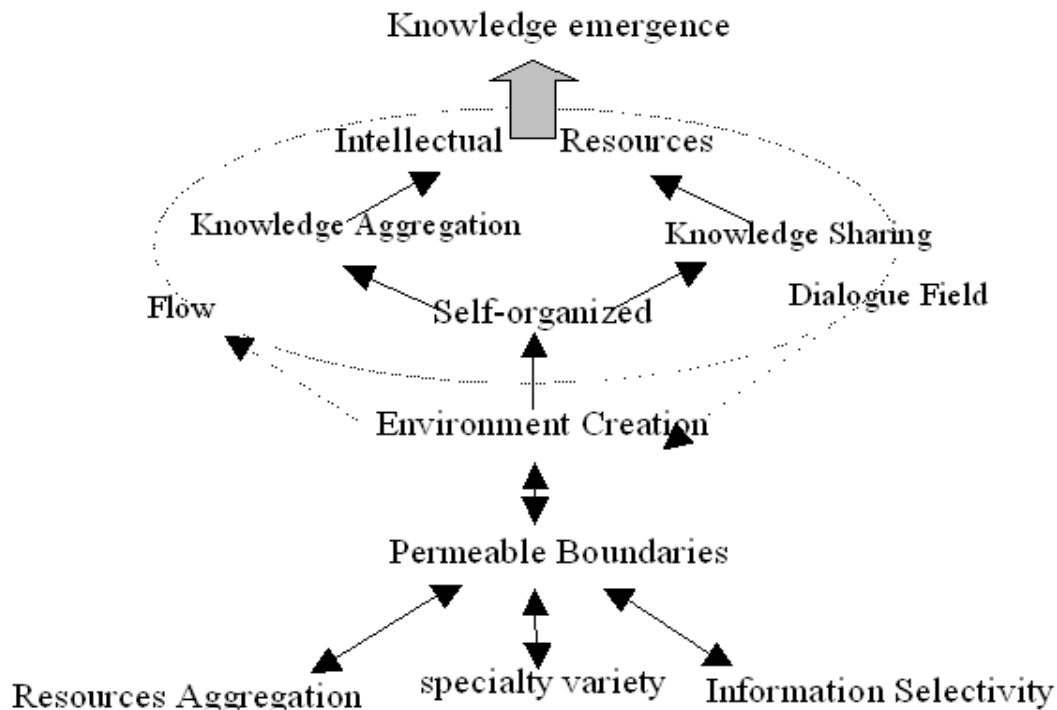 Knowledge emergence
Intellectual Resources
Knowledge Aggregation
Knowledge Sharing
Flow
Self-organized
Dialogue Field
Environment Creation
Permeable Boundaries
Resources Aggregation
specialty variety
Information Selectivity